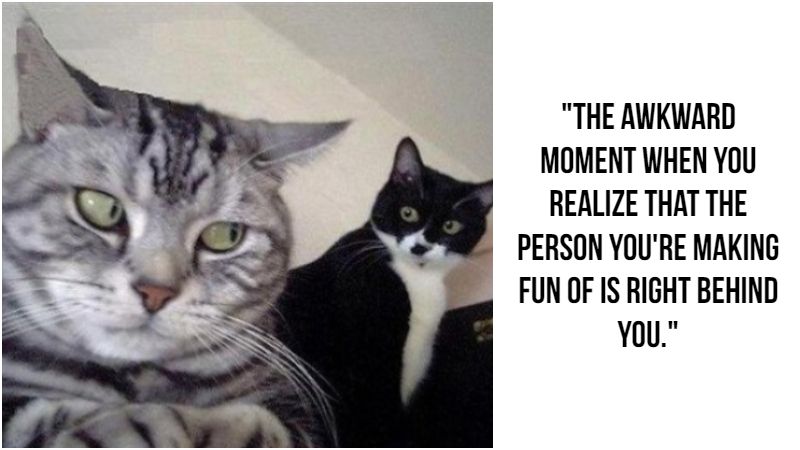 "THE AWKWARD
MOMENT WHEN YOU
REALIZE THAT THE
PERSON YOU'RE MAKING
FUN OF IS RIGHT BEHIND
YOU."